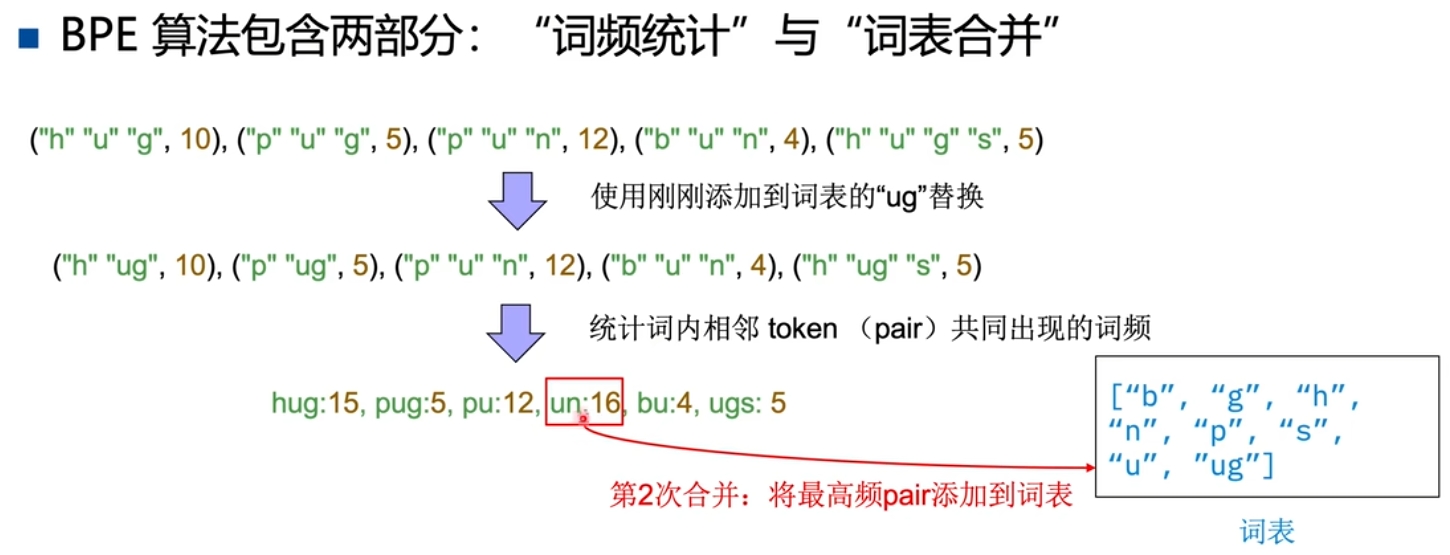 BPE 算法包含两部分：“词频统计”与“词表合并”
("h" "u" "g", 10), ("p" "u" "g", 5), ("p" "u" "n", 12), ("b" "u" "n", 4), ("h" "u" "g" "s", 5)
使用刚刚添加到词表的“ug”替换
("h" "ug", 10), ("p" "ug", 5), ("p" "u" "n", 12), ("b" "u" "n", 4), ("h" "ug" "s", 5)
统计词内相邻 token （pair）共同出现的词频
hug:15, pug:5, pu:12, un:16, bu:4, ugs: 5
[“b”, “g”, “h”,
“n”, “p”, “s”,
“u”, ”ug”]
第2次合并：将最高频pair添加到词表
词表